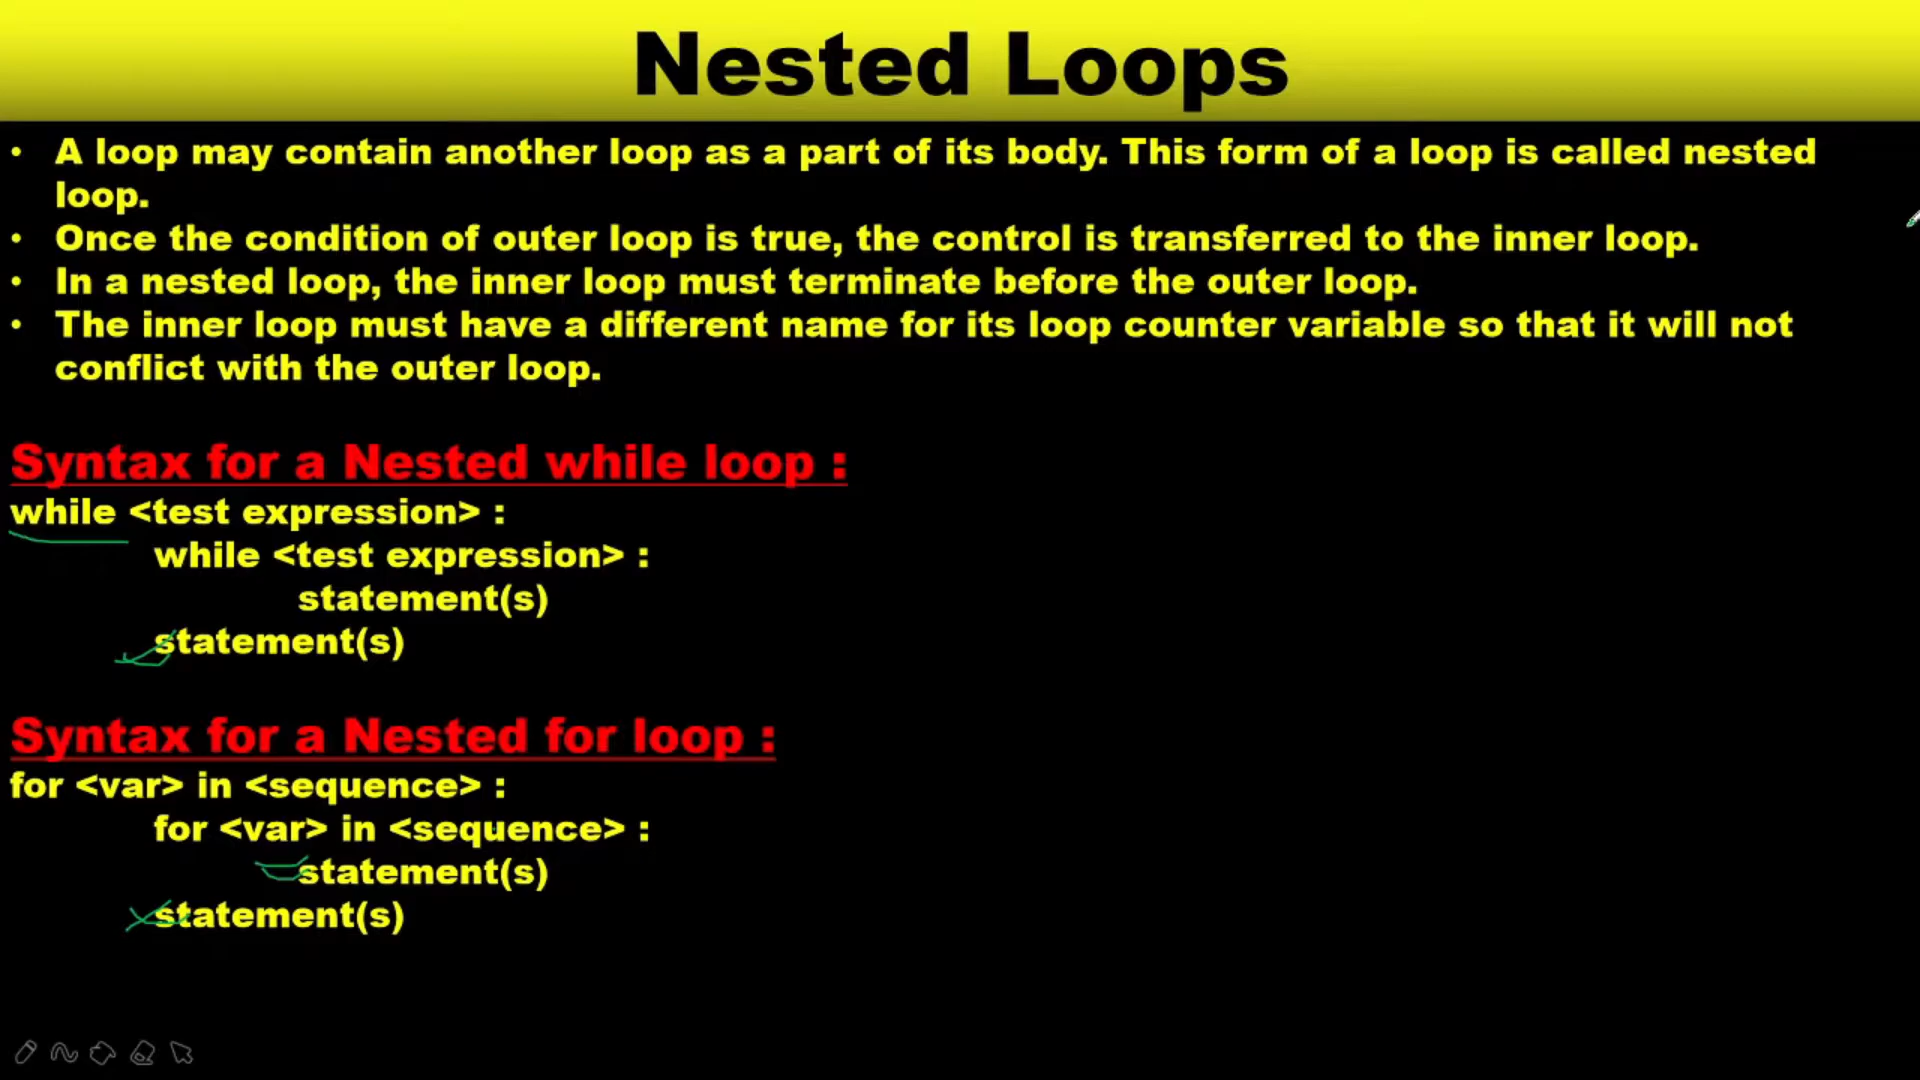 Nested Loops
• A loop may contain another loop as a part of its body. This form of a loop is called nested
loop.
• Once the condition of outer loop is true, the control is transferred to the inner loop.
• In a nested loop, the inner loop must terminate before the outer loop.
• The inner loop must have a different name for its loop counter variable so that it will not
conflict with the outer loop.
Syntax for a Nested while loop :
while <test expression> :
while <test expression> :
statement(s)
statement(s)
Syntax for a Nested for loop :
for <var> in <sequence> :
for <var> in <sequence> :
statement(s)
statement(s)